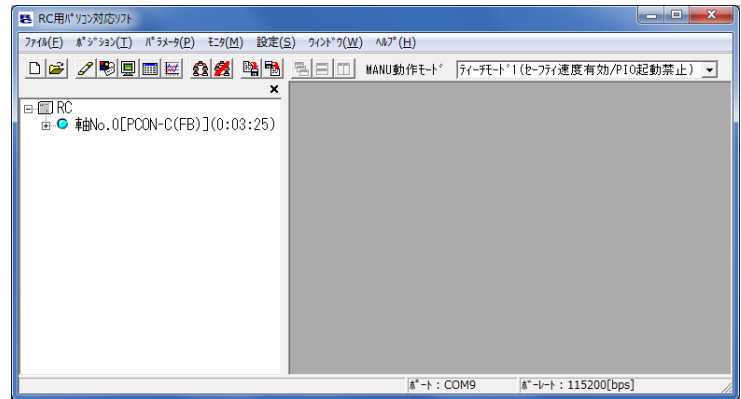 RC用ﾊﾟｿｺﾝ対応ｿﾌﾄ
ﾌｧｲﾙ(F) ﾎﾟｼﾞｼｮﾝ(T) ﾊﾟﾗﾒｰﾀ(P) ﾓﾆﾀ(M) 設定(S) ｳｨﾝﾄﾞｳ(W) ﾍﾙﾌﾟ(H)
MANU動作ﾓｰﾄﾞ ﾃｨｰﾁﾓｰﾄﾞ1(ｾｰﾌﾃｨ速度有効/PIO起動禁止)
RC
軸No.0[PCON-C(FB)](0:03:25)
ﾎﾟｰﾄ：COM9 ﾎﾞｰﾚｰﾄ：115200[bps]